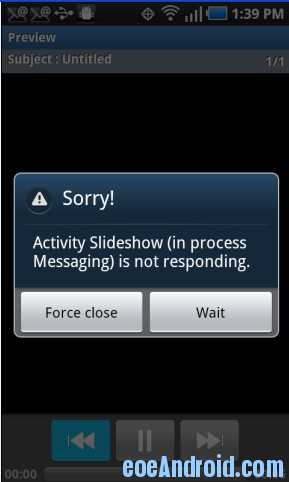 1:39 PM
Preview
Subject : Untitled
1/1
Sorry!
Activity Slideshow (in process
Messaging) is not responding.
Force close
Wait
00:00
eoeAndroid.com